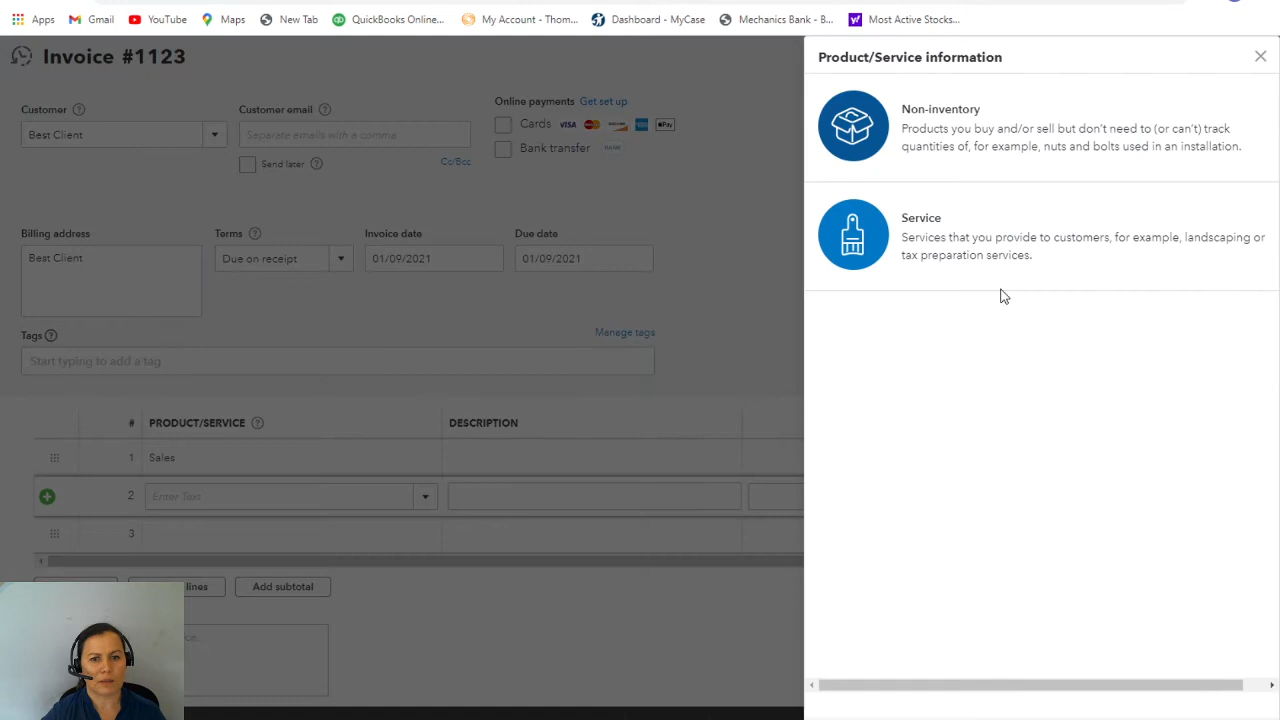 Apps Gmail YouTube Maps New Tab QuickBooks Online... My Account - Thom... Dashboard - MyCase Mechanics Bank - B... Most Active Stocks...
Invoice #1123
Customer
Customer email
Online payments Get set up
Best Client
Separate emails with a comma
Cards VISA
Bank transfer BANK
Send later
Cc/Bcc
Billing address
Terms
Invoice date
Due date
Best Client
Due on receipt
01/09/2021
01/09/2021
Tags
Manage tags
Start typing to add a tag
# PRODUCT/SERVICE DESCRIPTION
1 Sales
2 Enter Text
3
lines Add subtotal
Product/Service information
Non-inventory
Products you buy and/or sell but don't need to (or can't) track
quantities of, for example, nuts and bolts used in an installation.
Service
Services that you provide to customers, for example, landscaping or
tax preparation services.